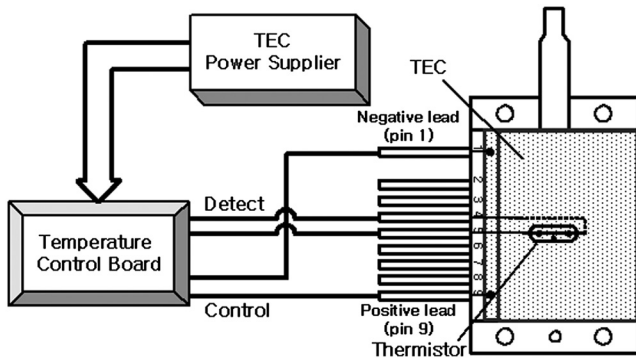 TEC
Power Supplier
TEC
Negative lead
(pin 1)
1
2
3
4
5
6
7
8
9
Detect
Temperature
Control Board
Control
Positive lead
(pin 9)
Thermistor